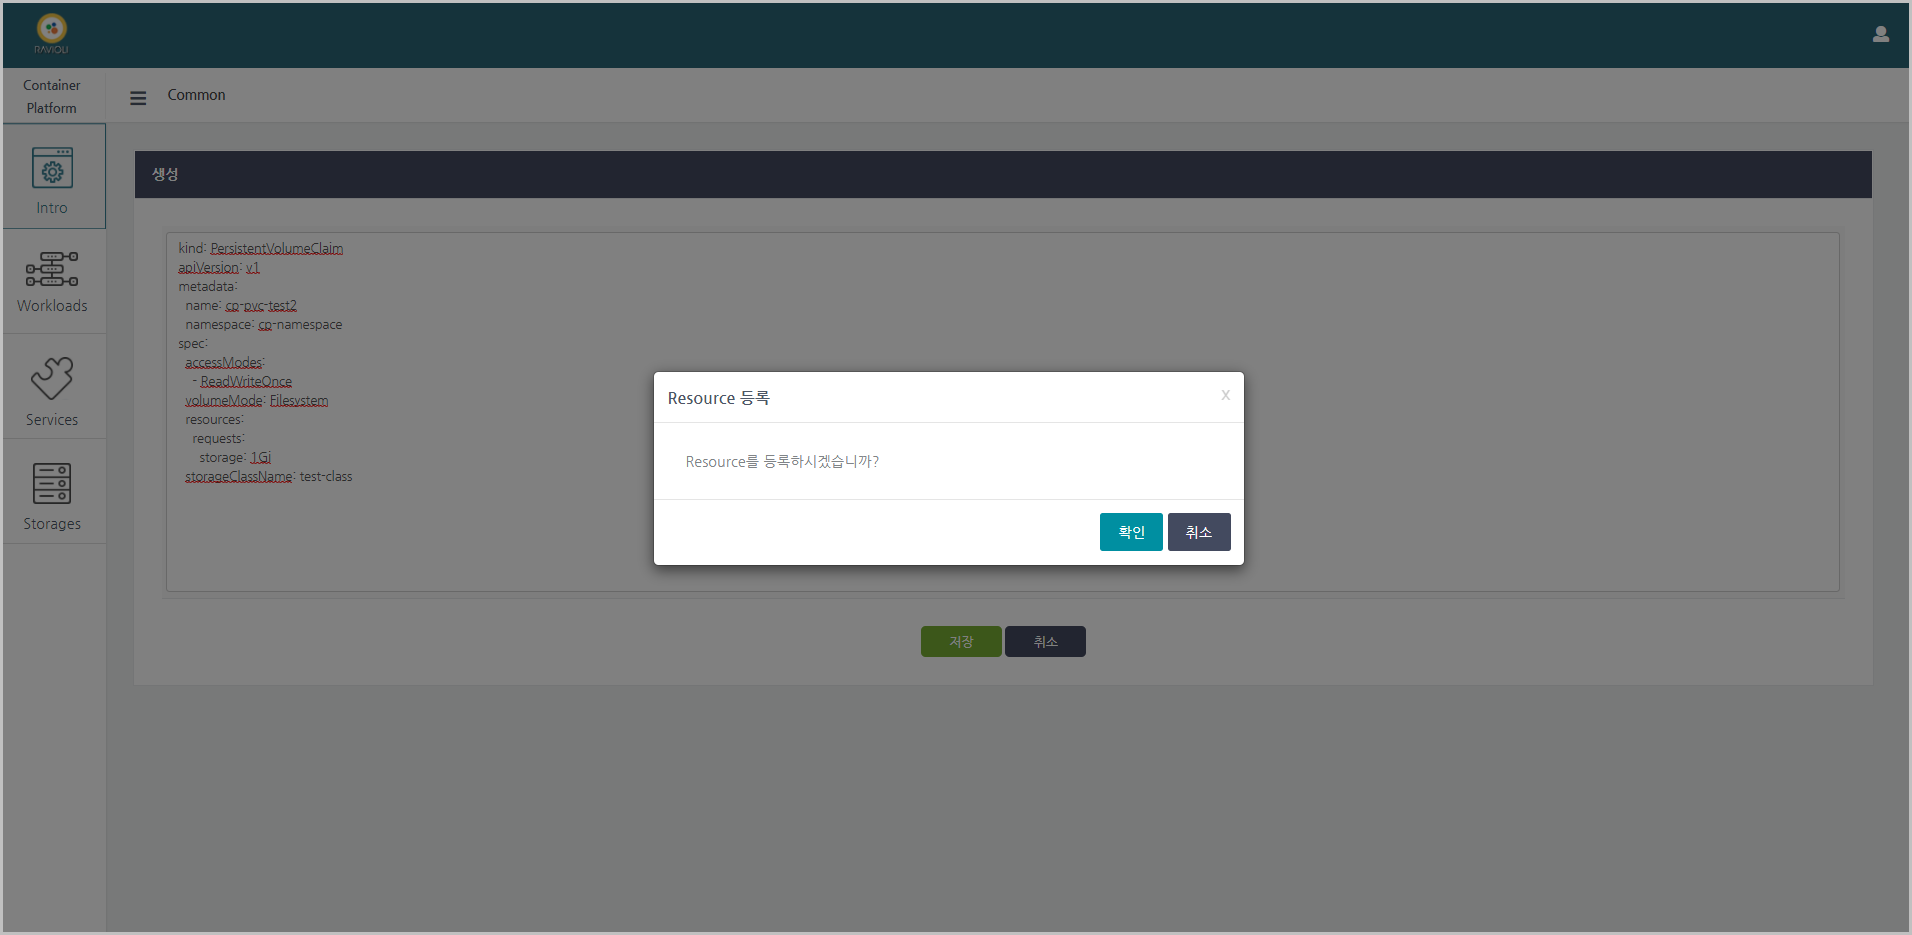 RAVIOLI
Container
Platform
Common
Intro
Workloads
Services
Storages
생성
kind: PersistentVolumeClaim
apiVersion: v1
metadata:
  name: cp-pvc-test2
  namespace: cp-namespace
spec:
  accessModes:
    - ReadWriteOnce
  volumeMode: Filesystem
  resources:
    requests:
      storage: 1Gi
  storageClassName: test-class
Resource 등록
X
Resource를 등록하시겠습니까?
확인 취소
저장 취소